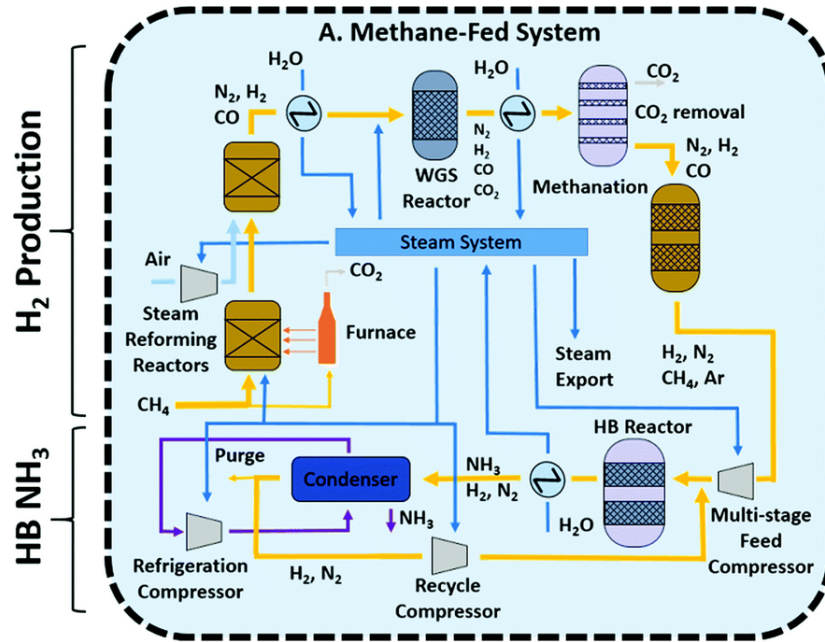 A. Methane-Fed System
H₂ Production
HB NH₃
H₂O
N₂, H₂
CO
WGS
Reactor
N₂
H₂
CO
CO₂
H₂O
Methanation
CO₂
CO₂ removal
N₂, H₂
CO
Steam System
Air
Steam
Reforming
Reactors
CO₂
Furnace
CH₄
Steam
Export
H₂, N₂
CH₄, Ar
HB Reactor
Purge
Condenser
NH₃
NH₃
H₂, N₂
H₂O
Multi-stage
Feed
Compressor
Refrigeration
Compressor
H₂, N₂
Recycle
Compressor